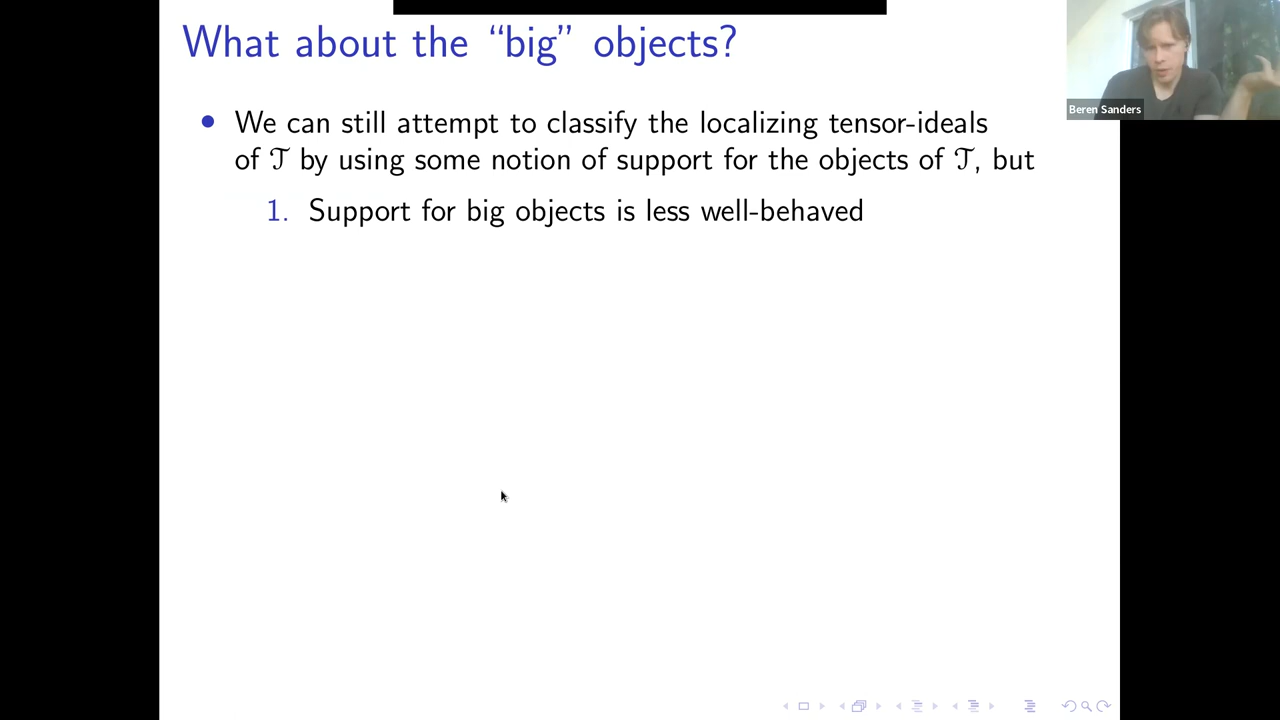 What about the “big” objects?
Beren Sanders
• We can still attempt to classify the localizing tensor-ideals
of 𝒯 by using some notion of support for the objects of 𝒯, but
1. Support for big objects is less well-behaved